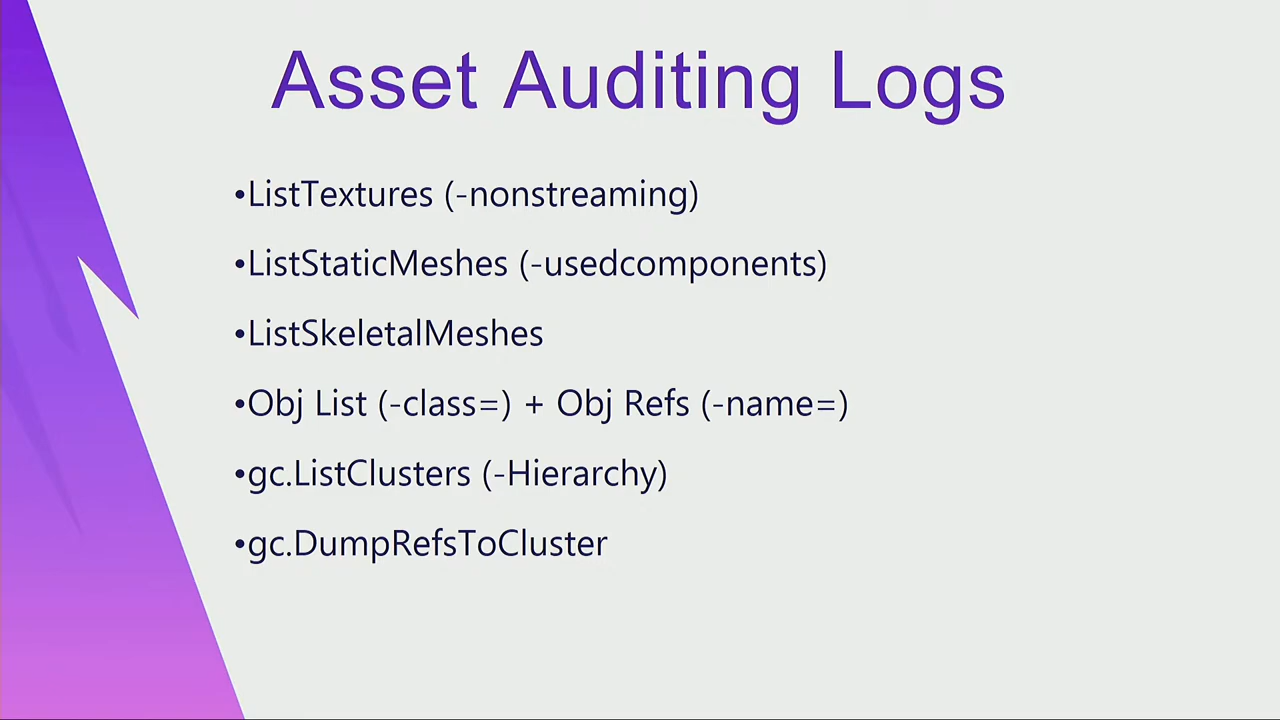 Asset Auditing Logs
•ListTextures (-nonstreaming)
•ListStaticMeshes (-usedcomponents)
•ListSkeletalMeshes
•Obj List (-class=) + Obj Refs (-name=)
•gc.ListClusters (-Hierarchy)
•gc.DumpRefsToCluster